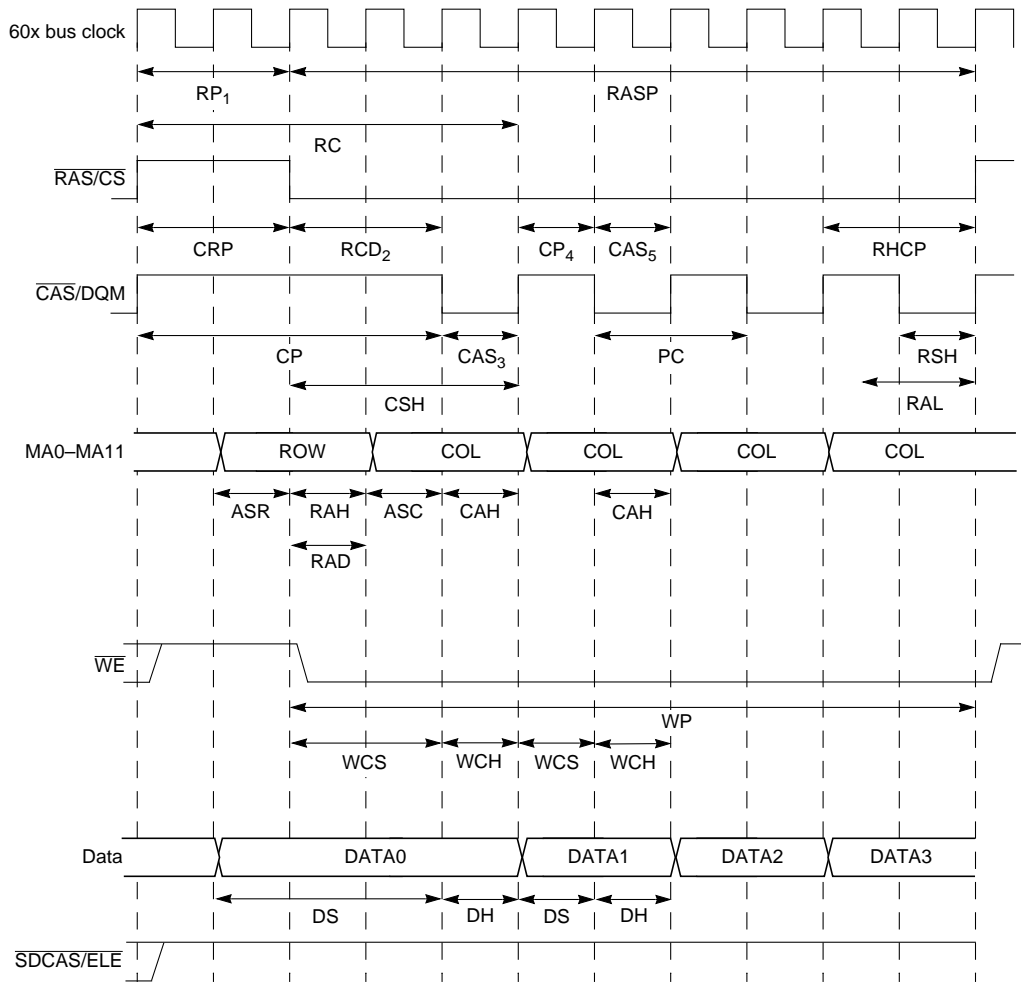 60x bus clock
RP1 RASP
RC
RAS/CS
CRP RCD2 CP4 CAS5 RHCP
CAS/DQM
CP CAS3 PC RSH
CSH RAL
MA0–MA11 ROW COL COL COL COL
ASR RAH ASC CAH CAH
RAD
WE
WP
WCS WCH WCS WCH
Data DATA0 DATA1 DATA2 DATA3
DS DH DS DH
SDCAS/ELE